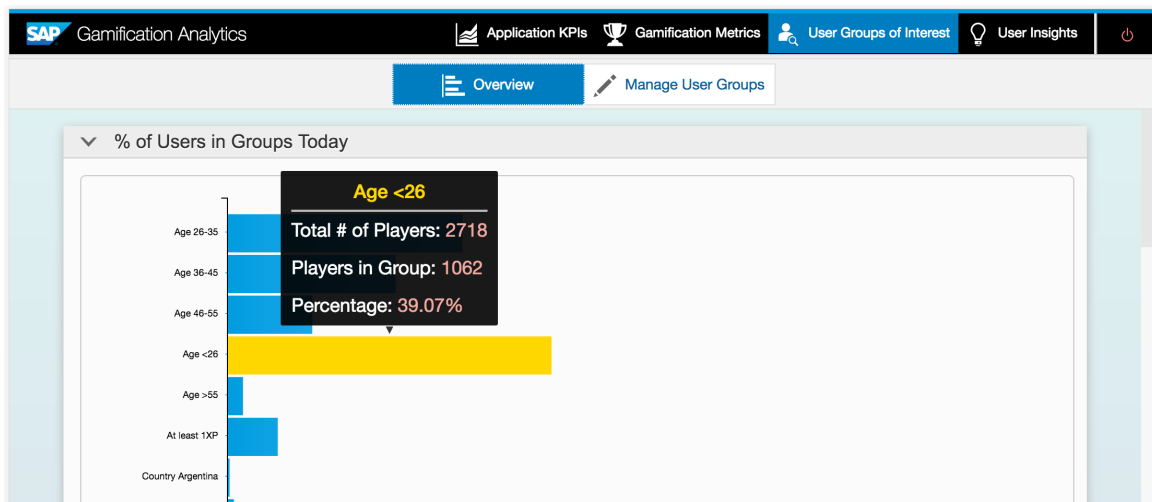 SAP Gamification Analytics Application KPIs Gamification Metrics User Groups of Interest User Insights
Overview Manage User Groups
% of Users in Groups Today
Age <26
Total # of Players: 2718
Players in Group: 1062
Percentage: 39.07%
Age 26-35
Age 36-45
Age 46-55
Age <26
Age >55
At least 1XP
Country Argentina